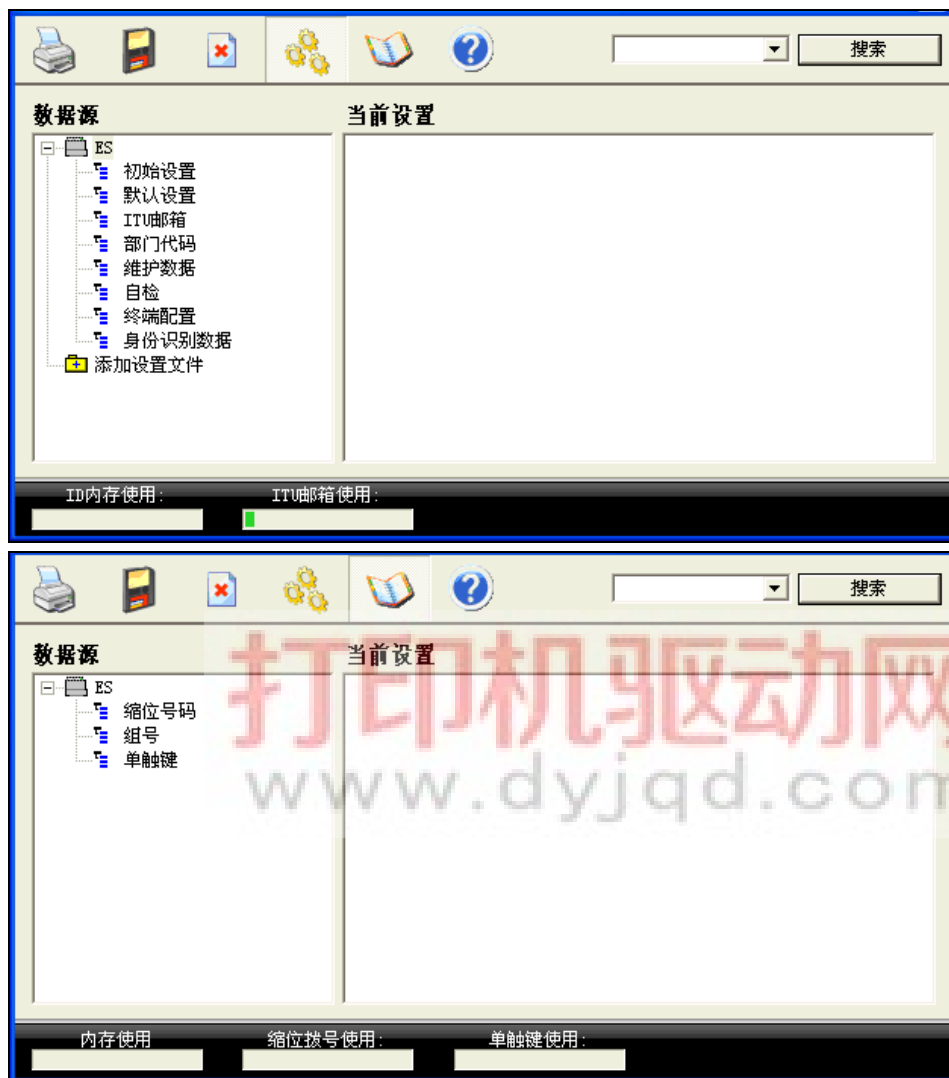 搜索
数据源 当前设置
ES
初始设置
默认设置
ITU邮箱
部门代码
维护数据
自检
终端配置
身份识别数据
添加设置文件
ID内存使用: ITU邮箱使用:
搜索
数据源 当前设置
ES
缩位号码
组号
单触键
打印机驱动网
www.dyjqd.com
内存使用 缩位拨号使用: 单触键使用: